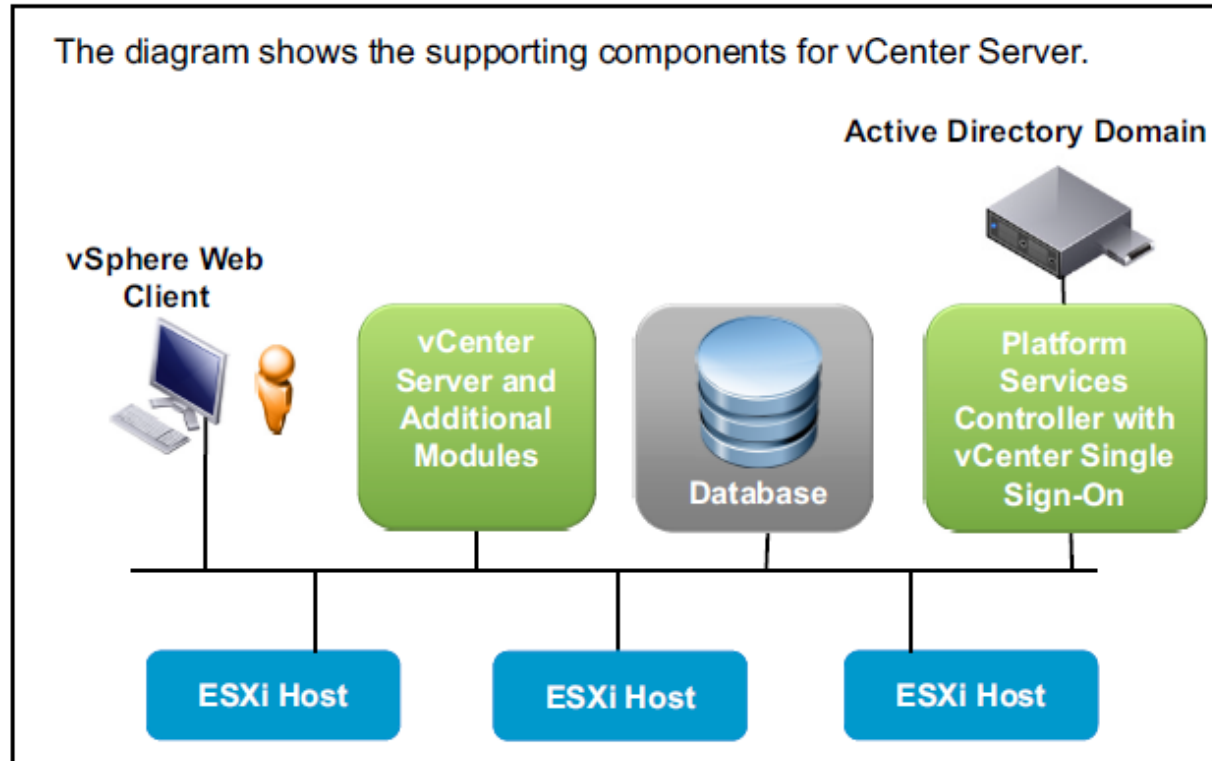 The diagram shows the supporting components for vCenter Server.
Active Directory Domain
vSphere Web
Client
vCenter
Server and
Additional
Modules
Database
Platform
Services
Controller with
vCenter Single
Sign-On
ESXi Host
ESXi Host
ESXi Host